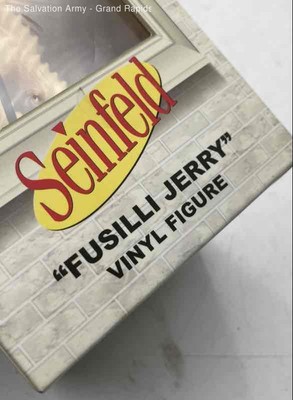 The Salvation Army - Grand Rapids
Seinfeld
"FUSILLI JERRY"
VINYL FIGURE